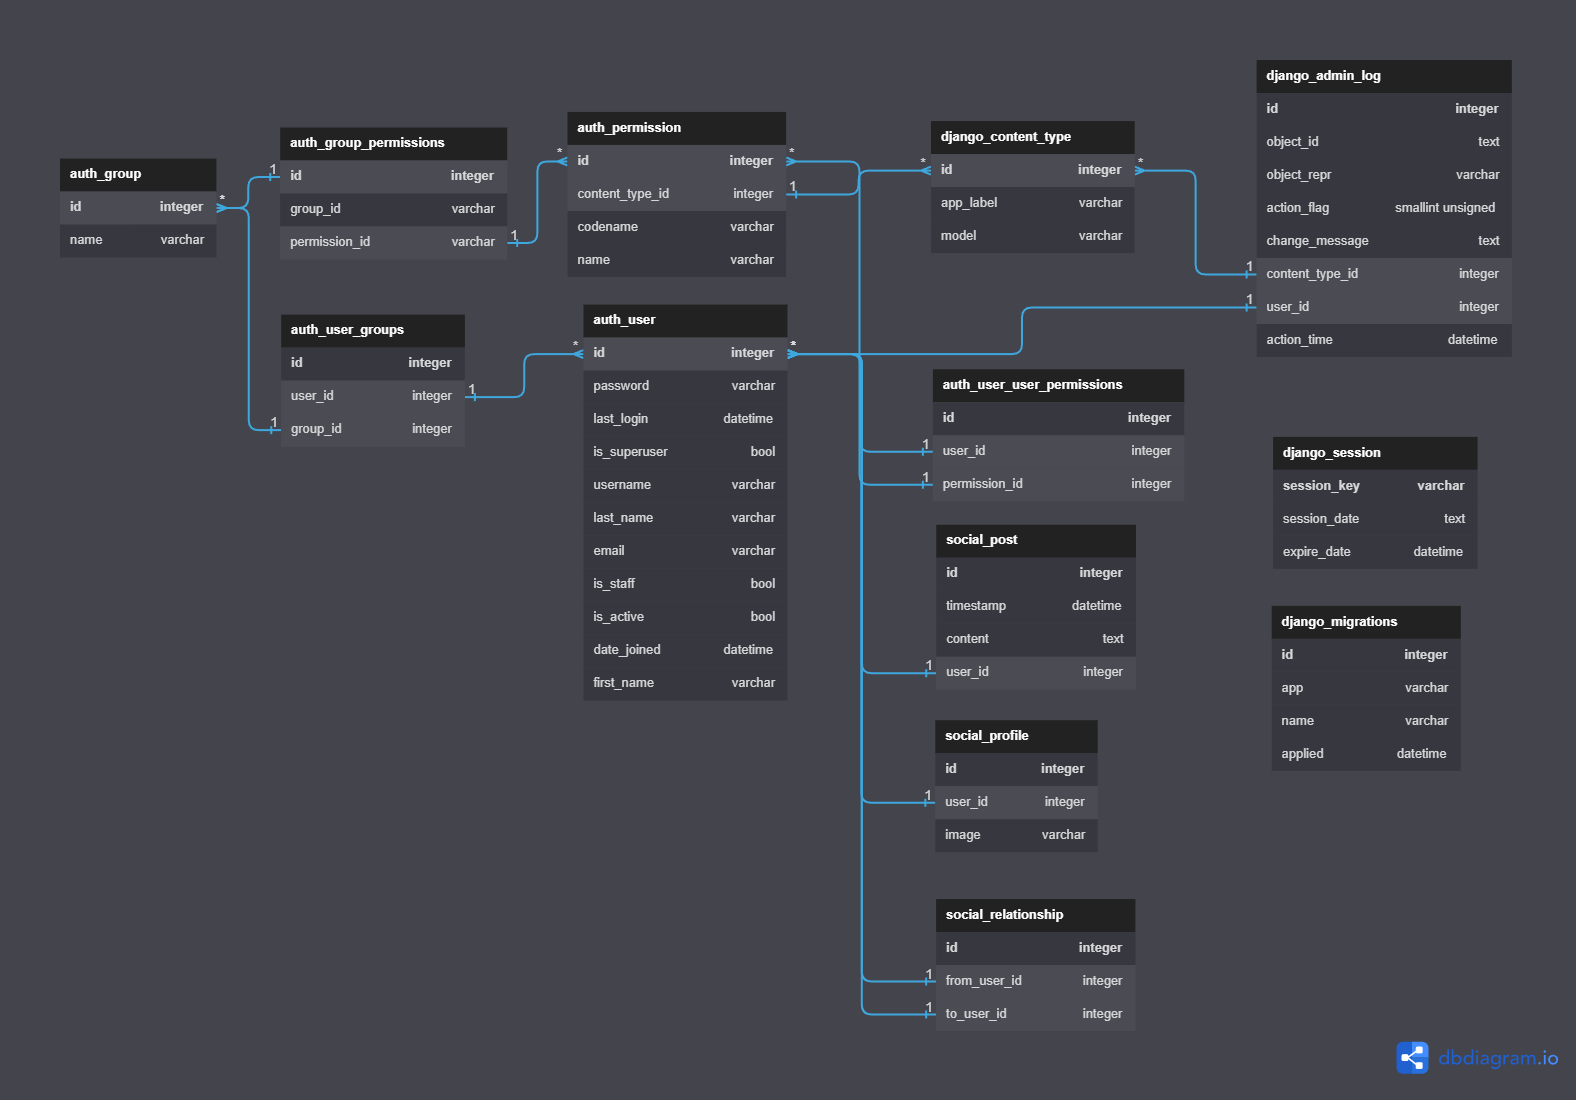 auth_group
id integer
name varchar
auth_group_permissions
id integer
group_id varchar
permission_id varchar
auth_user_groups
id integer
user_id integer
group_id integer
auth_permission
id integer
content_type_id integer
codename varchar
name varchar
auth_user
id integer
password varchar
last_login datetime
is_superuser bool
username varchar
last_name varchar
email varchar
is_staff bool
is_active bool
date_joined datetime
first_name varchar
django_content_type
id integer
app_label varchar
model varchar
auth_user_user_permissions
id integer
user_id integer
permission_id integer
social_post
id integer
timestamp datetime
content text
user_id integer
social_profile
id integer
user_id integer
image varchar
social_relationship
id integer
from_user_id integer
to_user_id integer
django_admin_log
id integer
object_id text
object_repr varchar
action_flag smallint unsigned
change_message text
content_type_id integer
user_id integer
action_time datetime
django_session
session_key varchar
session_date text
expire_date datetime
django_migrations
id integer
app varchar
name varchar
applied datetime
*
1
1
1
1
*
*
*
1
*
*
*
1
1
1
1
1
1
1
*
1
1
dbdiagram.io